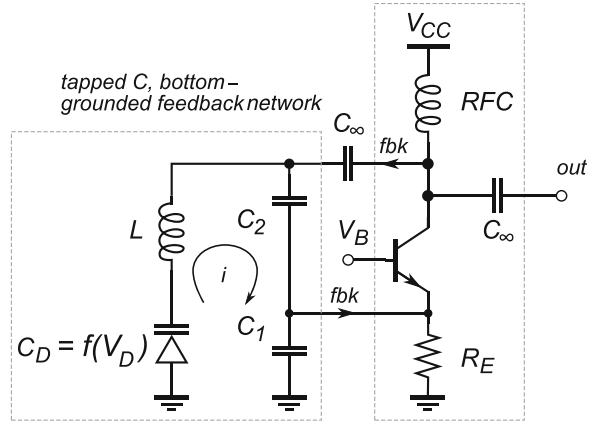 V_CC
tapped C, bottom–
grounded feedback network
RFC
C_∞
fbk
out
L
C_2
V_B
C_∞
i
fbk
C_1
C_D = f(V_D)
R_E